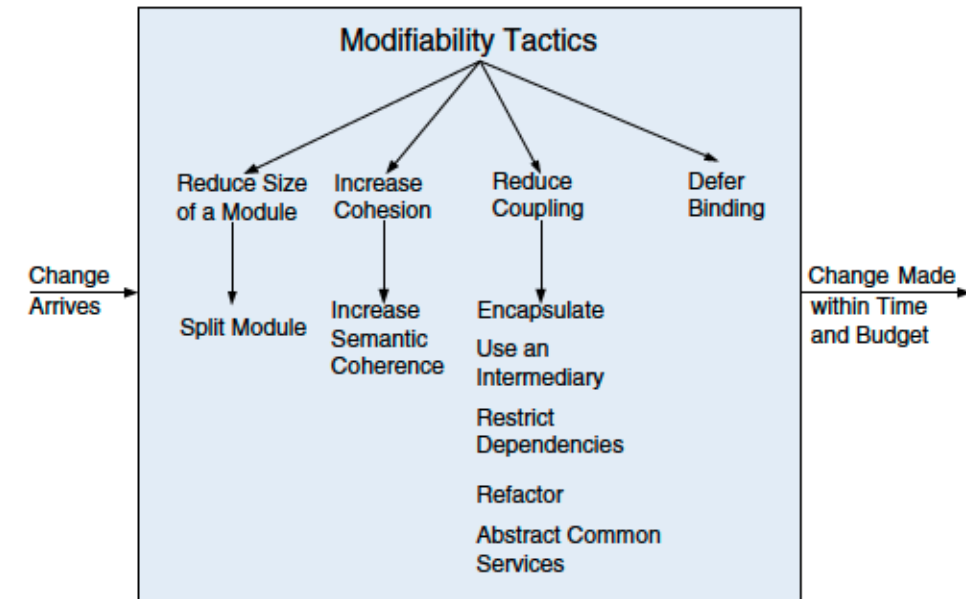 Modifiability Tactics
Reduce Size
of a Module
Increase
Cohesion
Reduce
Coupling
Defer
Binding
Change
Arrives
Split Module
Increase
Semantic
Coherence
Encapsulate
Use an
Intermediary
Restrict
Dependencies
Refactor
Abstract Common
Services
Change Made
within Time
and Budget